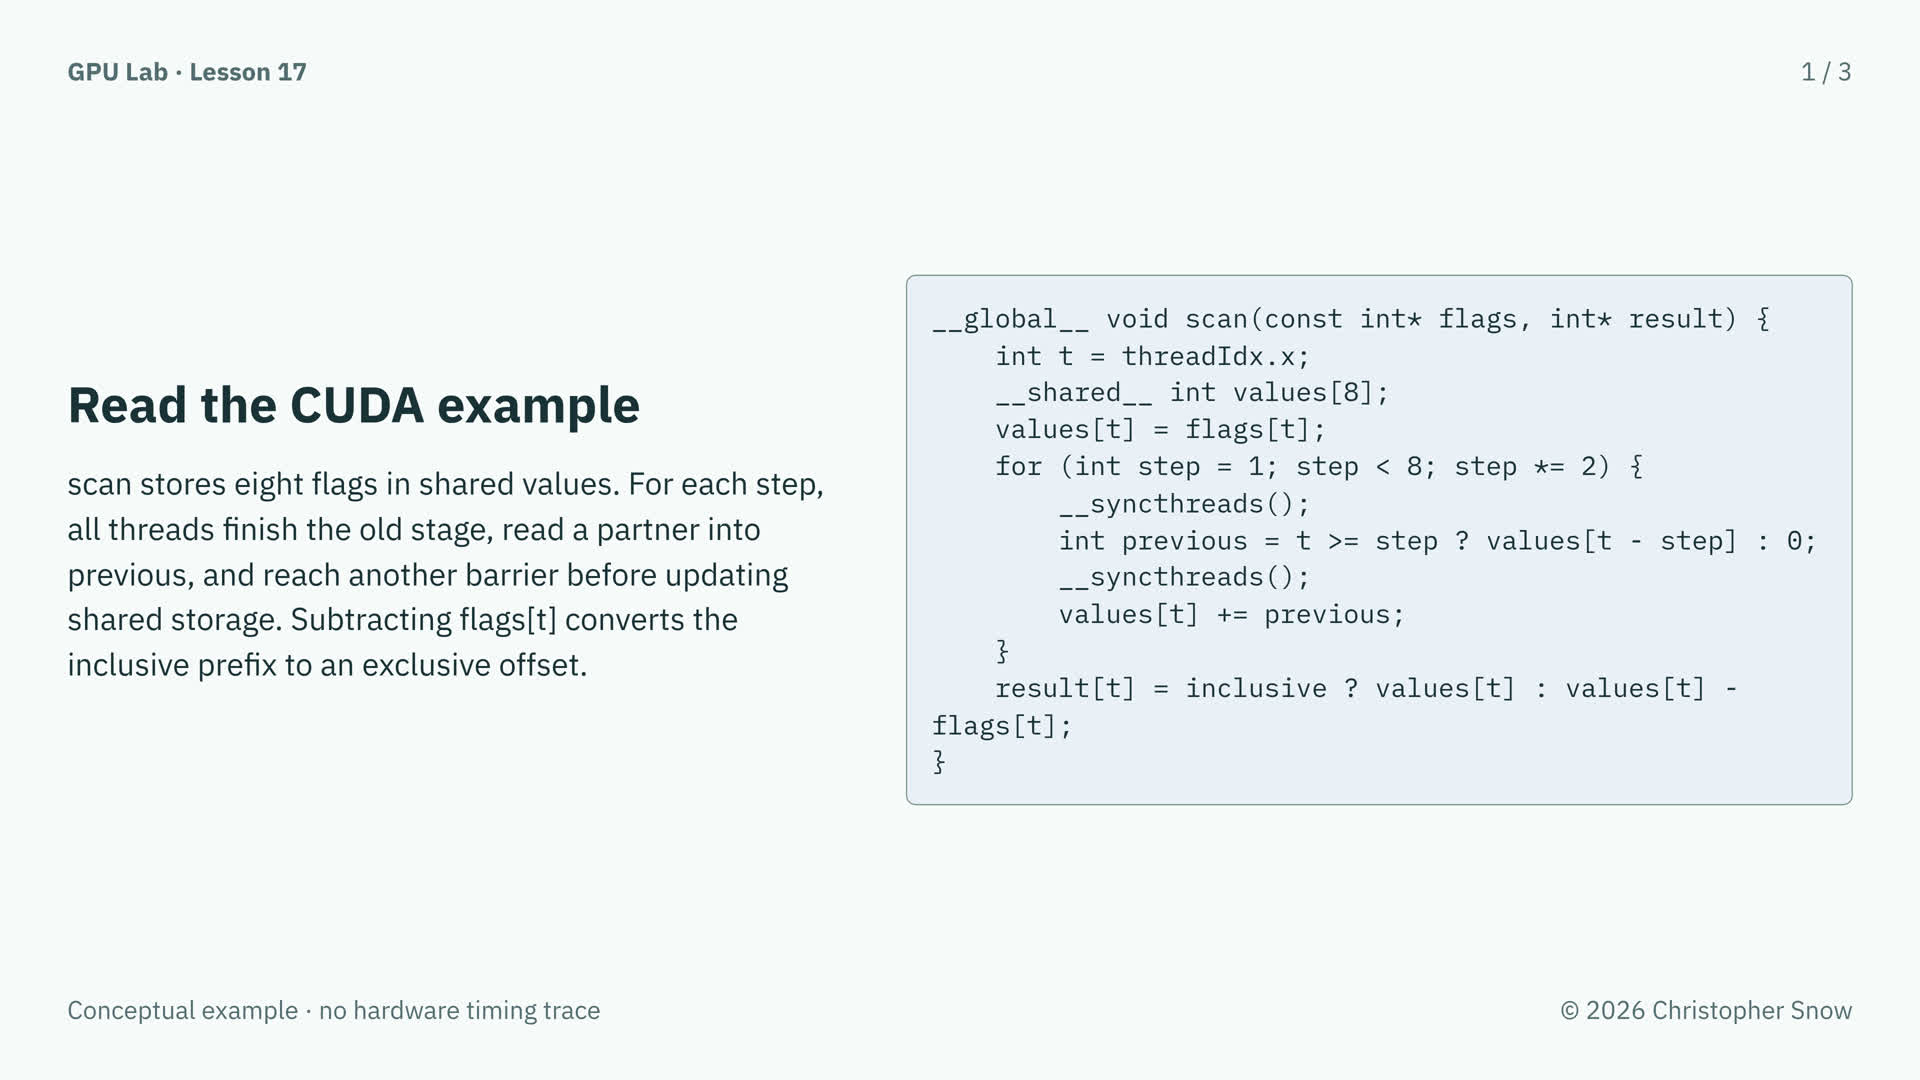 GPU Lab · Lesson 17
1 / 3
Read the CUDA example
scan stores eight flags in shared values. For each step,
all threads finish the old stage, read a partner into
previous, and reach another barrier before updating
shared storage. Subtracting flags[t] converts the
inclusive prefix to an exclusive offset.
__global__ void scan(const int* flags, int* result) {
    int t = threadIdx.x;
    __shared__ int values[8];
    values[t] = flags[t];
    for (int step = 1; step < 8; step *= 2) {
        __syncthreads();
        int previous = t >= step ? values[t - step] : 0;
        __syncthreads();
        values[t] += previous;
    }
    result[t] = inclusive ? values[t] : values[t] -
flags[t];
}
Conceptual example · no hardware timing trace
© 2026 Christopher Snow